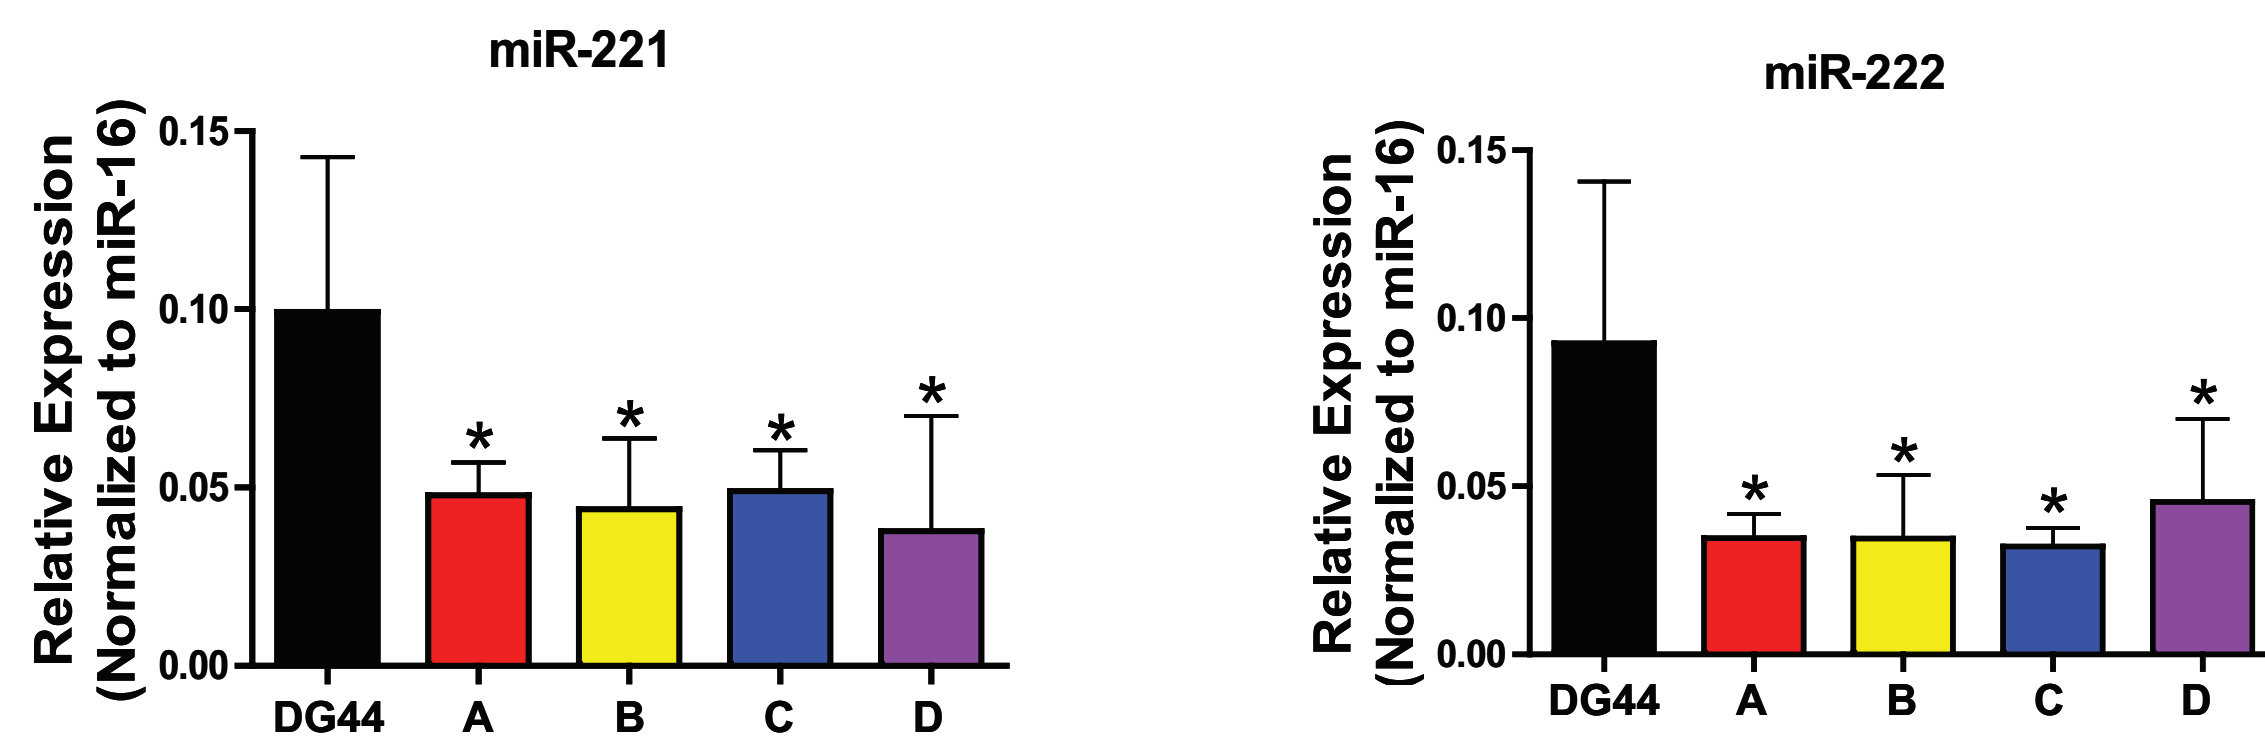 miR-221
Relative Expression
(Normalized to miR-16)
0.15
0.10
0.05
0.00
*
*
*
*
DG44 A B C D
miR-222
Relative Expression
(Normalized to miR-16)
0.15
0.10
0.05
0.00
*
*
*
*
DG44 A B C D